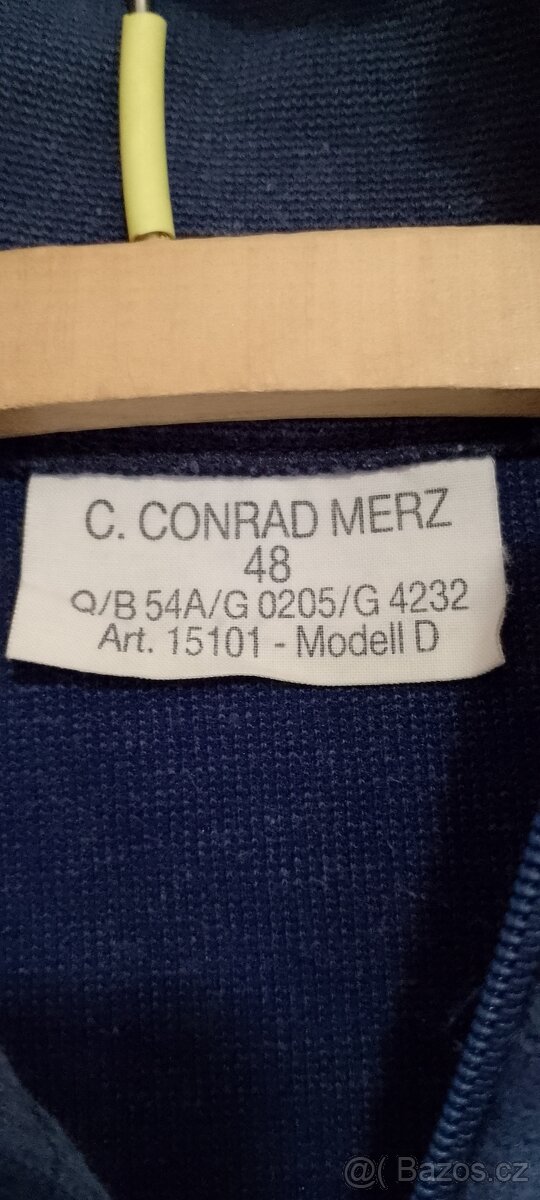 C. CONRAD MERZ
48
Q/B 54A/G 0205/G 4232
Art. 15101 - Modell D
@( Bazos.cz